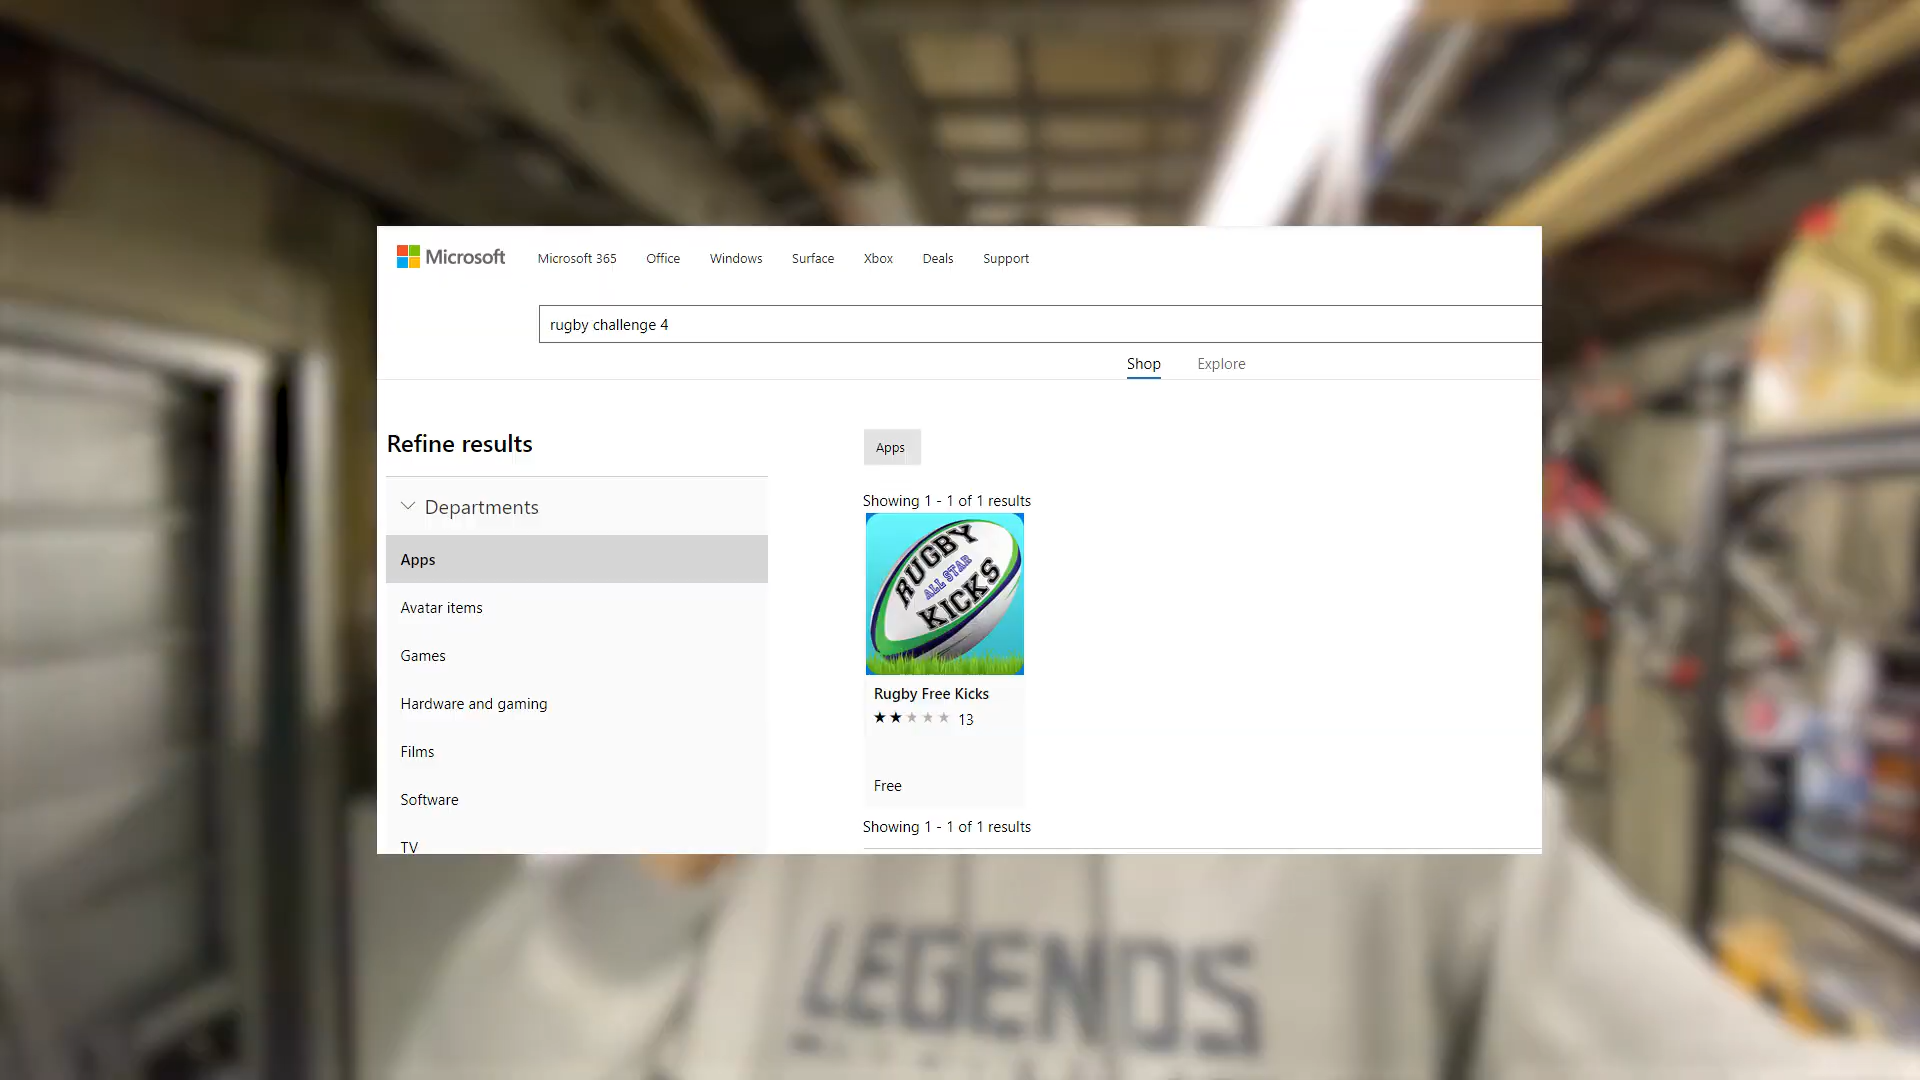 Microsoft
Microsoft 365 Office Windows Surface Xbox Deals Support
rugby challenge 4
Shop Explore
Refine results
Departments
Apps
Avatar items
Games
Hardware and gaming
Films
Software
TV
Apps
Showing 1 - 1 of 1 results
RUGBY
ALL STAR
KICKS
Rugby Free Kicks
13
Free
Showing 1 - 1 of 1 results
LEGENDS